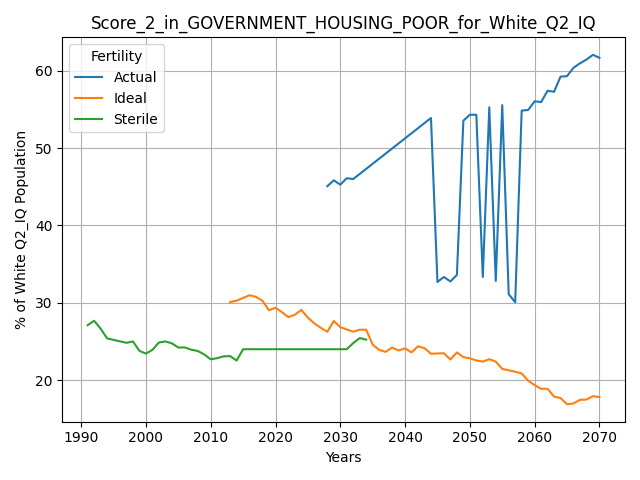 Score_2_in_GOVERNMENT_HOUSING_POOR_for_White_Q2_IQ
Fertility
Actual
Ideal
Sterile
% of White Q2_IQ Population
60
50
40
30
20
1990 2000 2010 2020 2030 2040 2050 2060 2070
Years